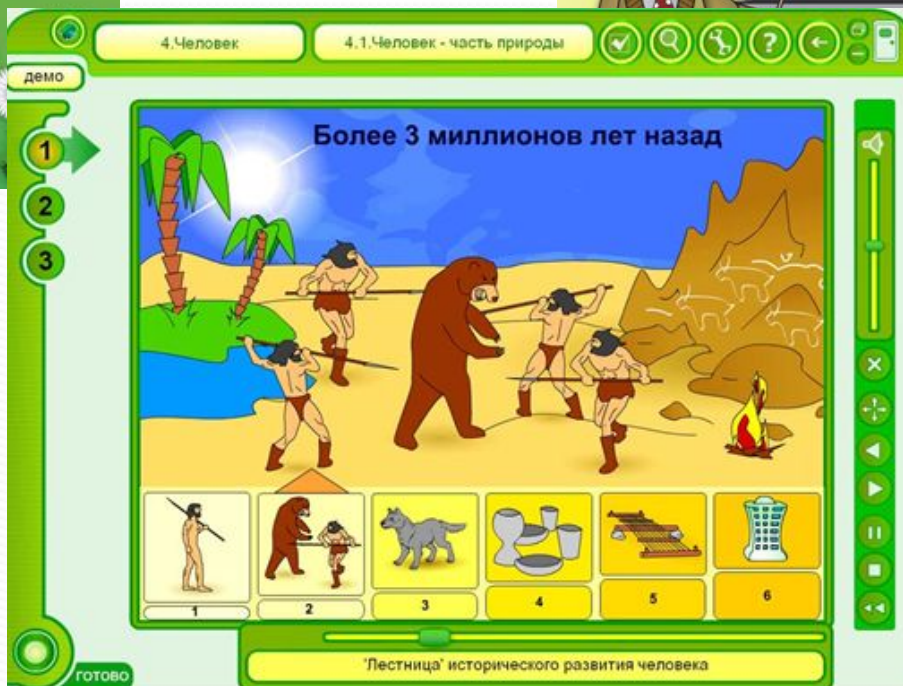 4.Человек
4.1.Человек - часть природы
?
демо
1
2
3
Более 3 миллионов лет назад
1
2
3
4
5
6
'Лестница' исторического развития человека
готово